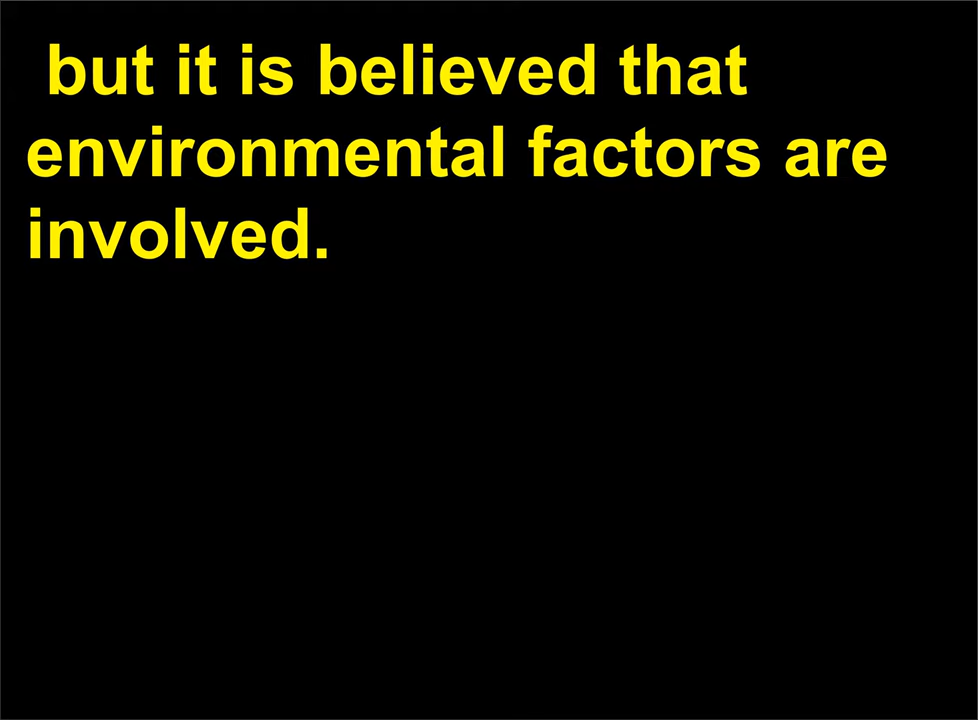 but it is believed that
environmental factors are
involved.